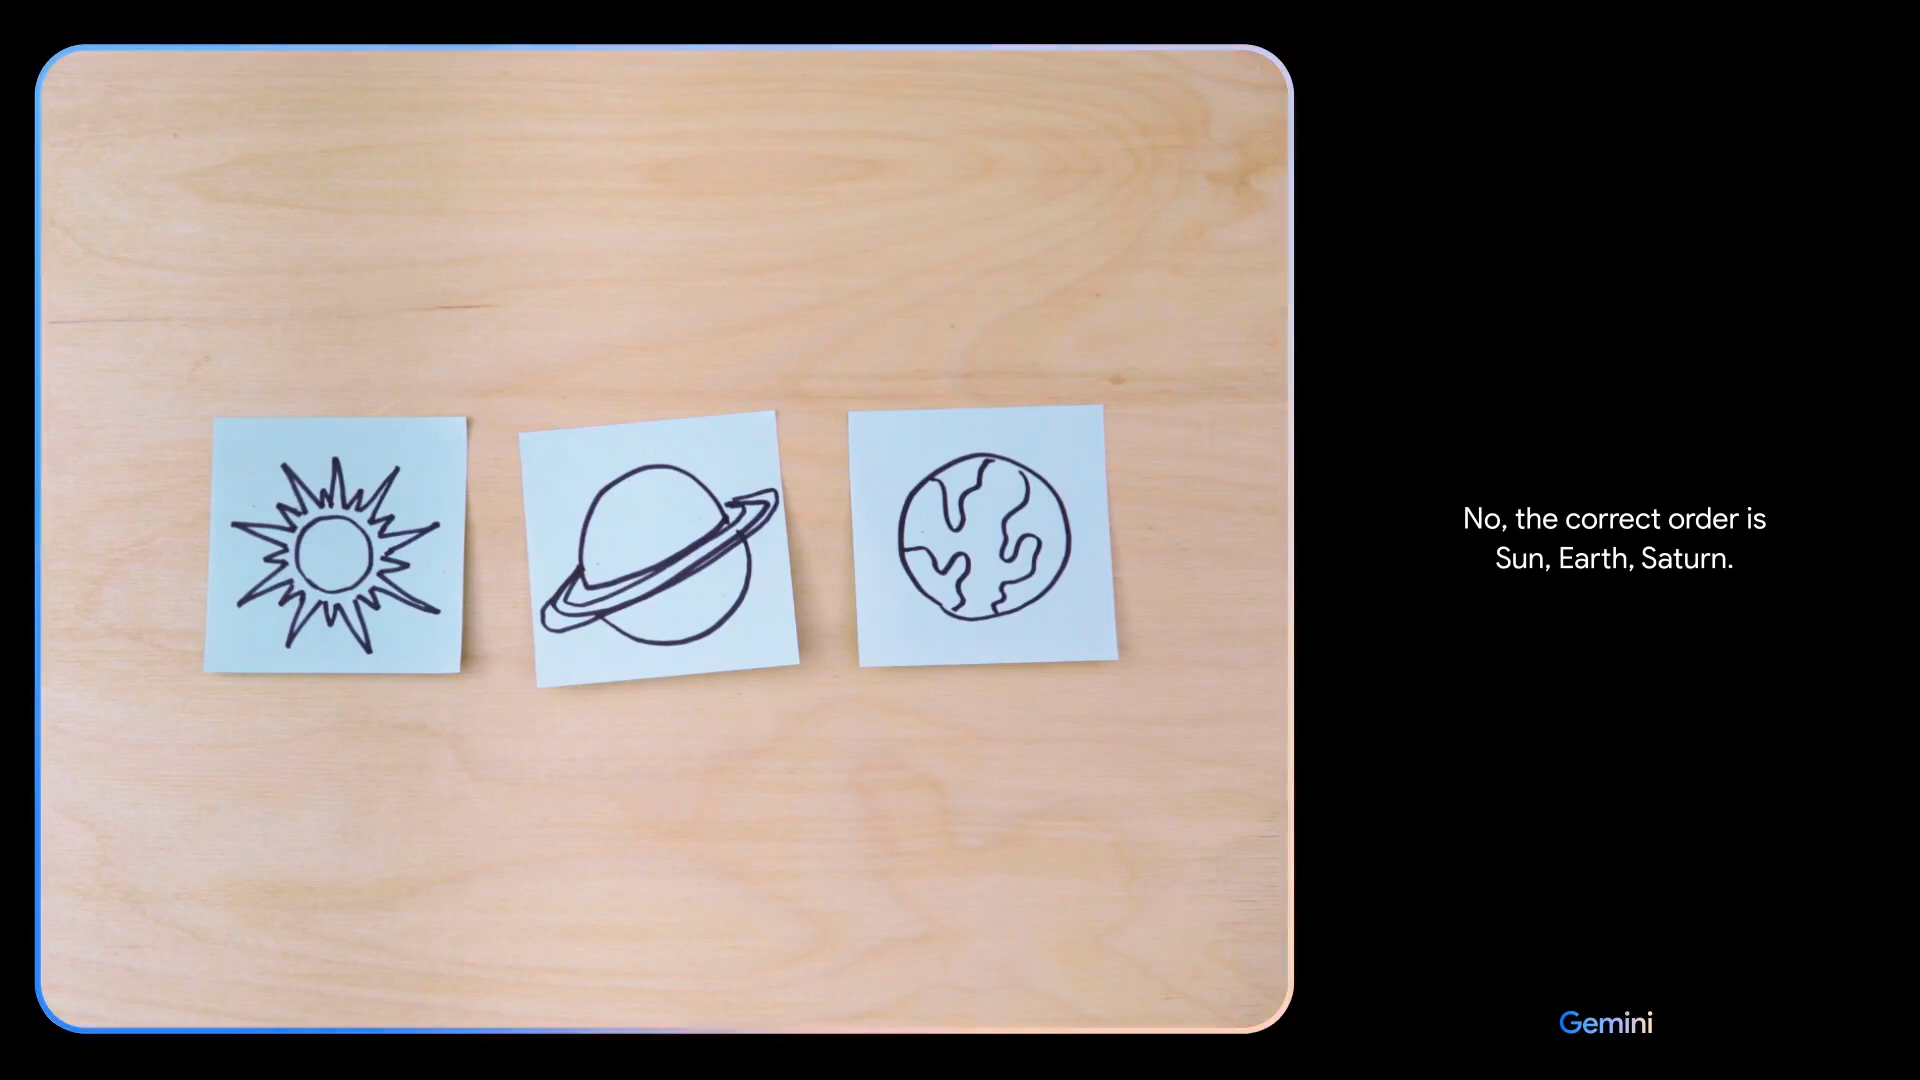 No, the correct order is
Sun, Earth, Saturn.
Gemini